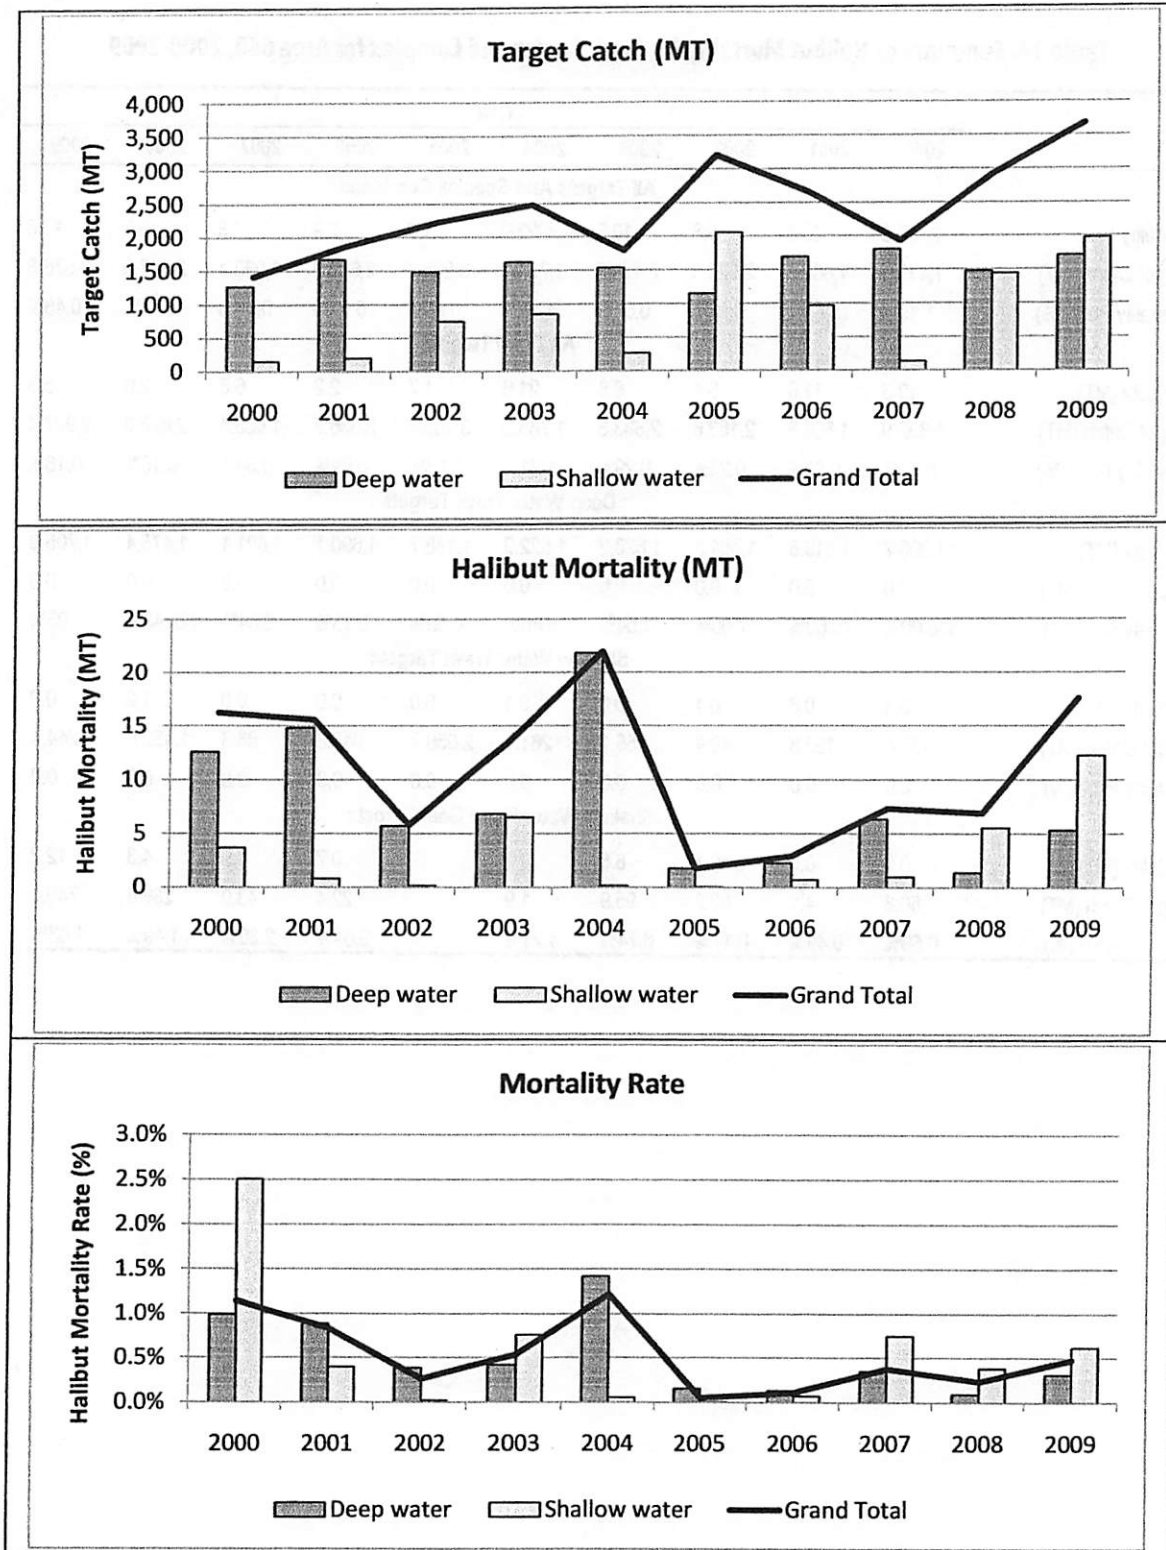 Target Catch (MT)
Target Catch (MT)
4,000
3,500
3,000
2,500
2,000
1,500
1,000
500
0
2000 2001 2002 2003 2004 2005 2006 2007 2008 2009
Deep water Shallow water Grand Total
Halibut Mortality (MT)
Halibut Mortality (MT)
25
20
15
10
5
0
2000 2001 2002 2003 2004 2005 2006 2007 2008 2009
Deep water Shallow water Grand Total
Mortality Rate
Halibut Mortality Rate (%)
3.0%
2.5%
2.0%
1.5%
1.0%
0.5%
0.0%
2000 2001 2002 2003 2004 2005 2006 2007 2008 2009
Deep water Shallow water Grand Total